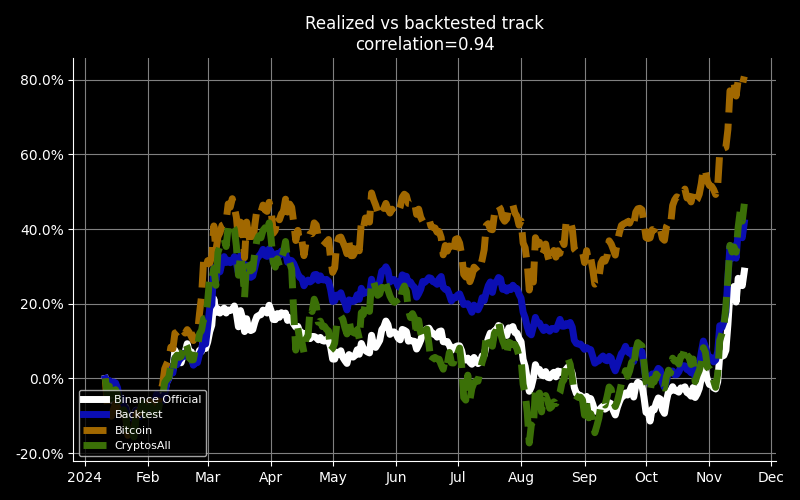 Realized vs backtested track
correlation=0.94
80.0%
60.0%
40.0%
20.0%
0.0%
-20.0%
Binance Official
Backtest
Bitcoin
CryptosAll
2024 Feb Mar Apr May Jun Jul Aug Sep Oct Nov Dec